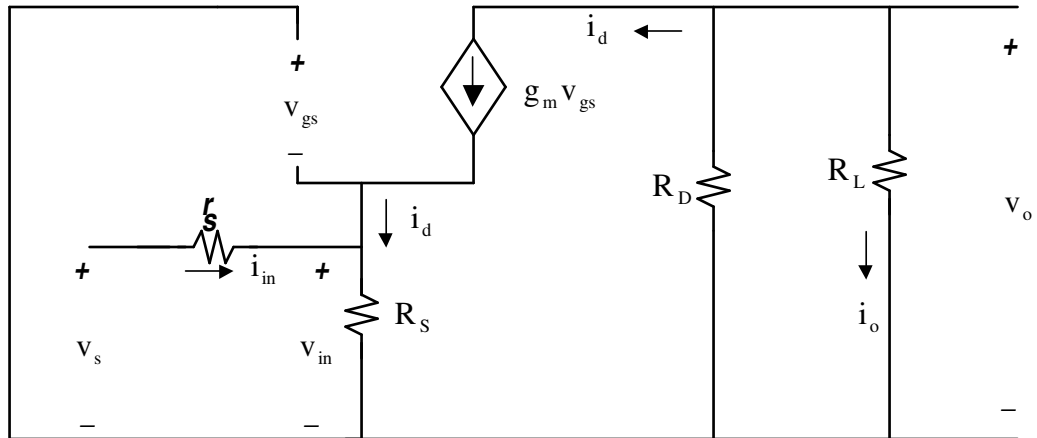 i_d
+
+
g_m v_gs
v_gs
−
R_D
R_L
v_o
r_s
i_d
+
i_in
+
R_S
i_o
v_s
v_in
−
−
−